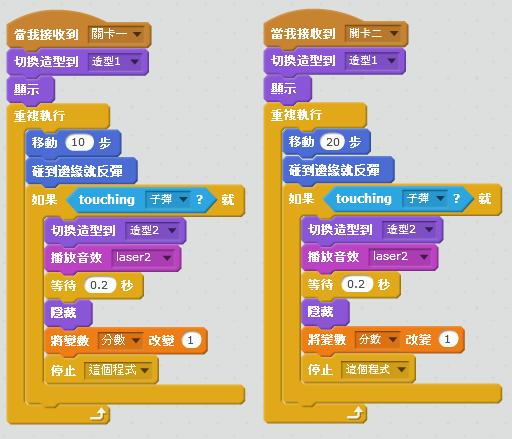 當我接收到 關卡一
切換造型到 造型1
顯示
重複執行
移動 10 步
碰到邊緣就反彈
如果 touching 子彈 ? 就
切換造型到 造型2
播放音效 laser2
等待 0.2 秒
隱藏
將變數 分數 改變 1
停止 這個程式
當我接收到 關卡二
切換造型到 造型1
顯示
重複執行
移動 20 步
碰到邊緣就反彈
如果 touching 子彈 ? 就
切換造型到 造型2
播放音效 laser2
等待 0.2 秒
隱藏
將變數 分數 改變 1
停止 這個程式